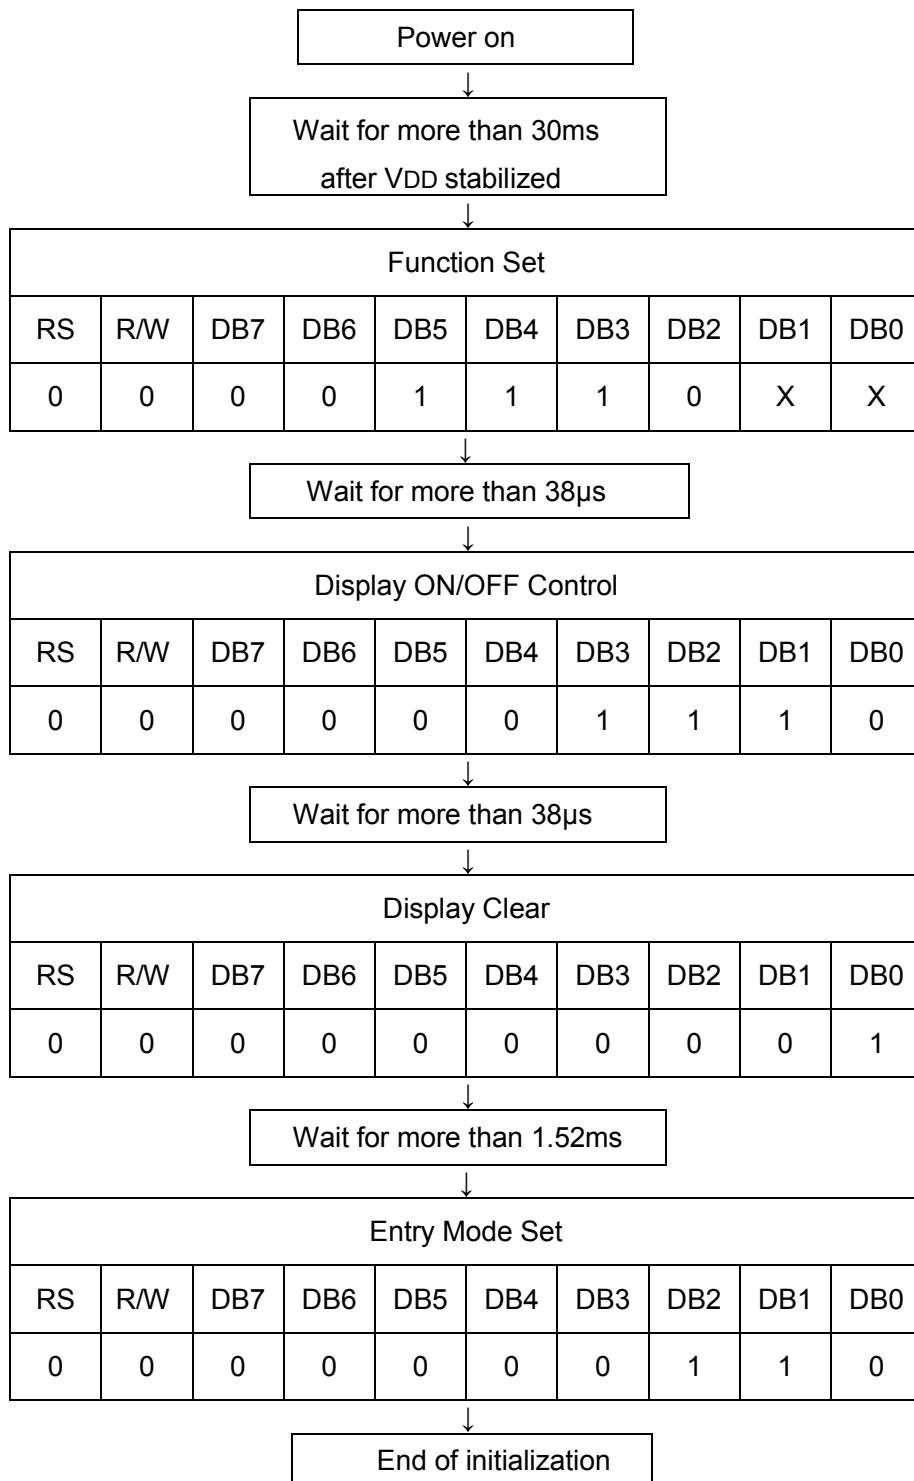 Power on
↓
Wait for more than 30ms
after VDD stabilized
↓
Function Set
RS R/W DB7 DB6 DB5 DB4 DB3 DB2 DB1 DB0
0 0 0 0 1 1 1 0 X X
↓
Wait for more than 38µs
↓
Display ON/OFF Control
RS R/W DB7 DB6 DB5 DB4 DB3 DB2 DB1 DB0
0 0 0 0 0 0 1 1 1 0
↓
Wait for more than 38µs
↓
Display Clear
RS R/W DB7 DB6 DB5 DB4 DB3 DB2 DB1 DB0
0 0 0 0 0 0 0 0 0 1
↓
Wait for more than 1.52ms
↓
Entry Mode Set
RS R/W DB7 DB6 DB5 DB4 DB3 DB2 DB1 DB0
0 0 0 0 0 0 0 1 1 0
↓
End of initialization